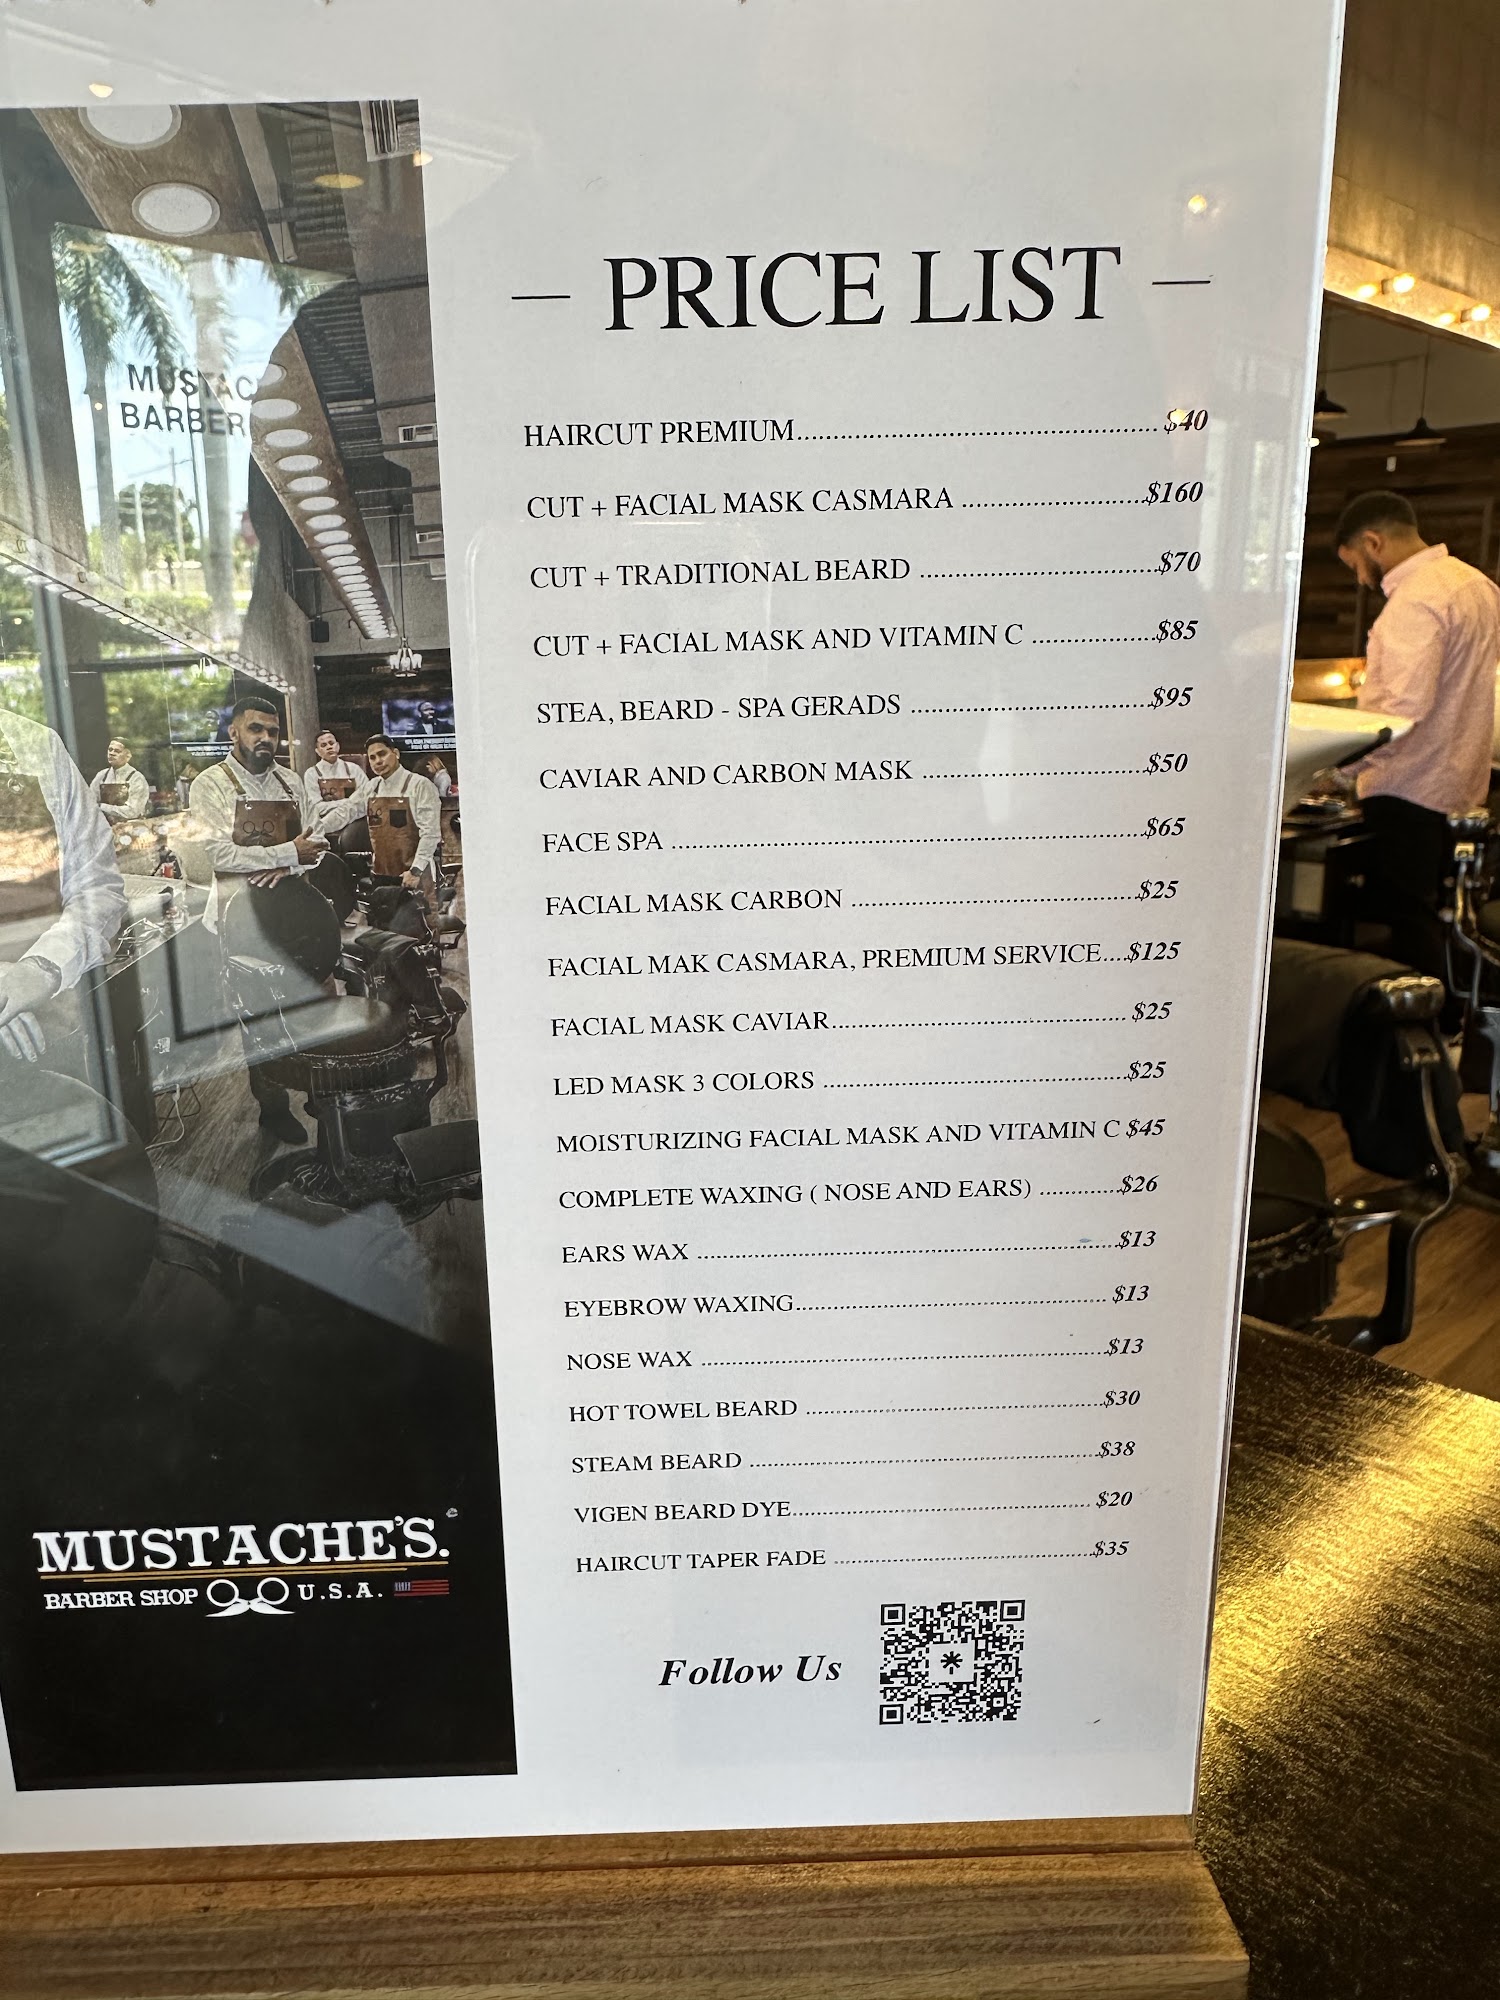 PRICE LIST
HAIRCUT PREMIUM.................................................. $40
CUT + FACIAL MASK CASMARA .........................$160
CUT + TRADITIONAL BEARD .................................$70
CUT + FACIAL MASK AND VITAMIN C .................$85
STEA, BEARD - SPA GERADS ..................................$95
CAVIAR AND CARBON MASK ................................$50
FACE SPA ....................................................................$65
FACIAL MASK CARBON .........................................$25
FACIAL MAK CASMARA, PREMIUM SERVICE....$125
FACIAL MASK CAVIAR........................................... $25
LED MASK 3 COLORS .............................................$25
MOISTURIZING FACIAL MASK AND VITAMIN C $45
COMPLETE WAXING ( NOSE AND EARS) ............$26
EARS WAX ...............................................................$13
EYEBROW WAXING............................................... $13
NOSE WAX ..............................................................$13
HOT TOWEL BEARD ..............................................$30
STEAM BEARD .......................................................$38
VIGEN BEARD DYE............................................... $20
HAIRCUT TAPER FADE .........................................$35
Follow Us
MUSTAC
BARBER
MUSTACHE'S.
BARBER SHOP U.S.A.